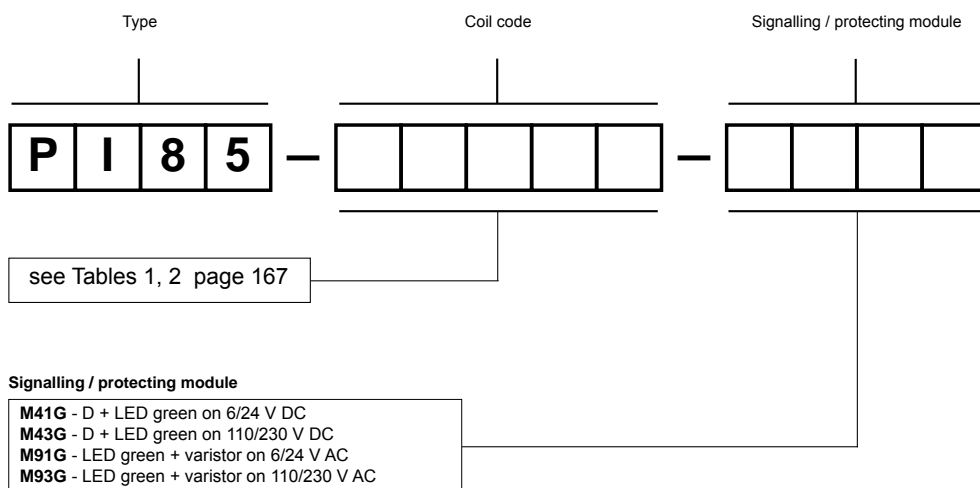 Type Coil code Signalling / protecting module
P I 8 5 – –
see Tables 1, 2 page 167
Signalling / protecting module
M41G - D + LED green on 6/24 V DC
M43G - D + LED green on 110/230 V DC
M91G - LED green + varistor on 6/24 V AC
M93G - LED green + varistor on 110/230 V AC